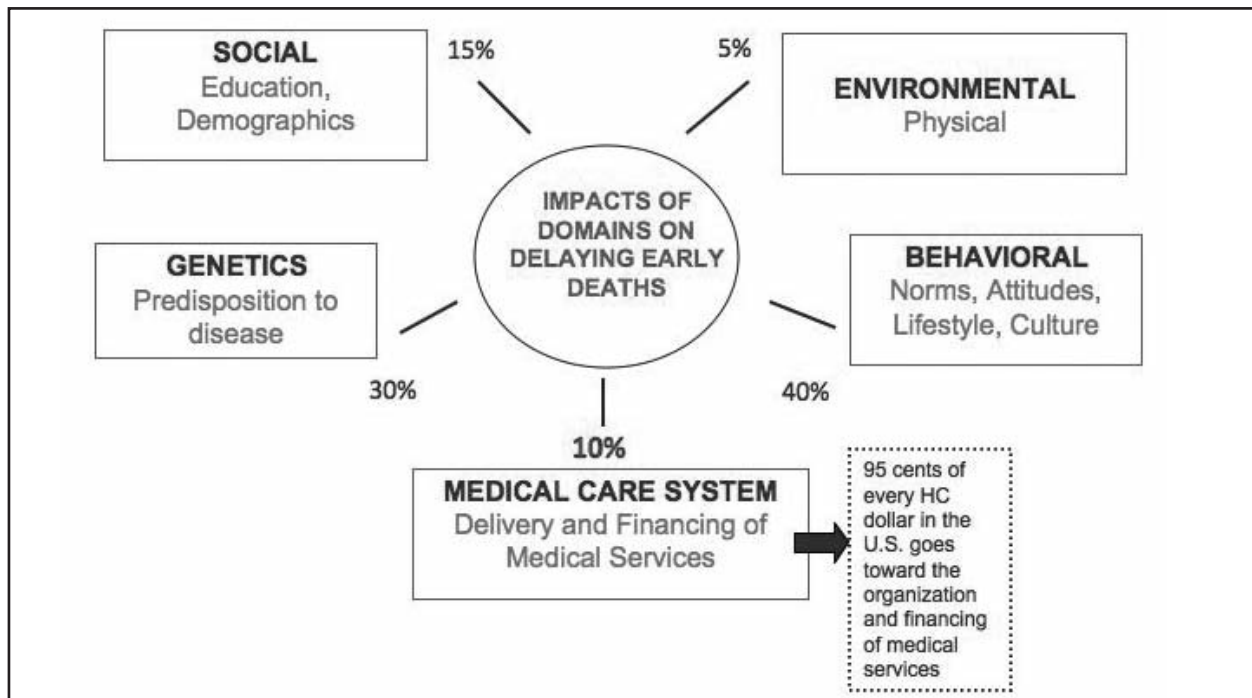 SOCIAL
Education,
Demographics
15%
5%
ENVIRONMENTAL
Physical
IMPACTS OF
DOMAINS ON
DELAYING EARLY
DEATHS
GENETICS
Predisposition to
disease
30%
BEHAVIORAL
Norms, Attitudes,
Lifestyle, Culture
40%
10%
MEDICAL CARE SYSTEM
Delivery and Financing of
Medical Services
95 cents of
every HC
dollar in the
U.S. goes
toward the
organization
and financing
of medical
services